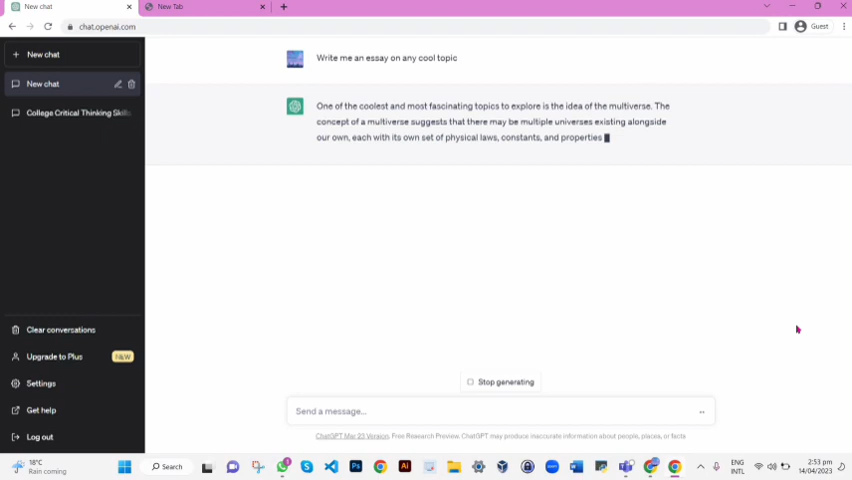 New chat
New Tab
chat.openai.com
Guest
New chat
New chat
College Critical Thinking Skills
Write me an essay on any cool topic
One of the coolest and most fascinating topics to explore is the idea of the multiverse. The
concept of a multiverse suggests that there may be multiple universes existing alongside
our own, each with its own set of physical laws, constants, and properties
Clear conversations
Upgrade to Plus
NEW
Settings
Get help
Log out
Stop generating
Send a message...
ChatGPT Mar 23 Version. Free Research Preview. ChatGPT may produce inaccurate information about people, places, or facts
18°C
Rain coming
Search
Ps
Ai
ENG
INTL
2:53 pm
14/04/2023